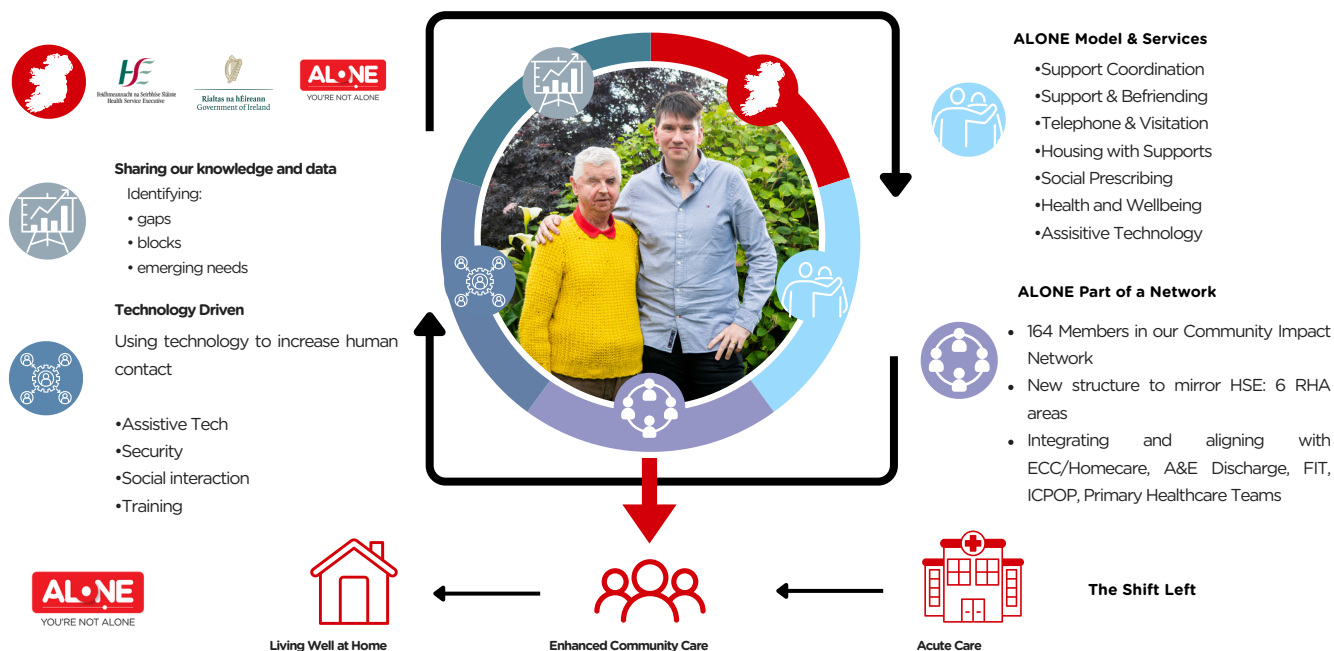 Feidhmeannacht na Seirbhíse Sláinte
Health Service Executive
Rialtas na hÉireann
Government of Ireland
ALONE
YOU'RE NOT ALONE
Sharing our knowledge and data
Identifying:
• gaps
• blocks
• emerging needs
Technology Driven
Using technology to increase human
contact
•Assistive Tech
•Security
•Social interaction
•Training
ALONE Model & Services
•Support Coordination
•Support & Befriending
•Telephone & Visitation
•Housing with Supports
•Social Prescribing
•Health and Wellbeing
•Assisitive Technology
ALONE Part of a Network
• 164 Members in our Community Impact
Network
• New structure to mirror HSE: 6 RHA
areas
• Integrating and aligning with
ECC/Homecare, A&E Discharge, FIT,
ICPOP, Primary Healthcare Teams
ALONE
YOU'RE NOT ALONE
Living Well at Home
Enhanced Community Care
Acute Care
The Shift Left